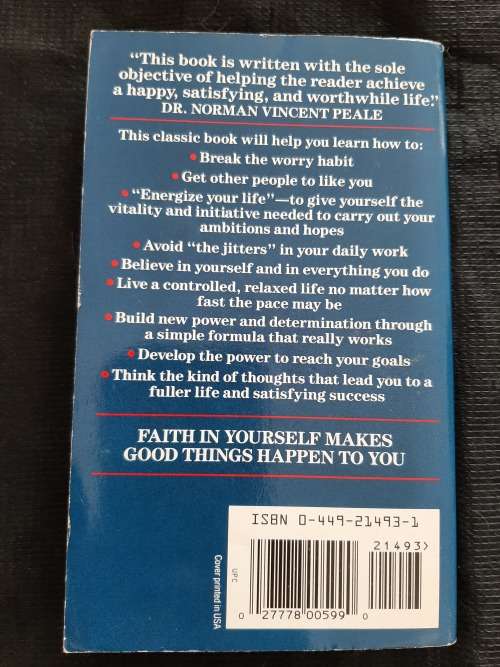 “This book is written with the sole
objective of helping the reader achieve
a happy, satisfying, and worthwhile life.”
DR. NORMAN VINCENT PEALE
This classic book will help you learn how to:
• Break the worry habit
• Get other people to like you
• “Energize your life”—to give yourself the
vitality and initiative needed to carry out your
ambitions and hopes
• Avoid “the jitters” in your daily work
• Believe in yourself and in everything you do
• Live a controlled, relaxed life no matter how
fast the pace may be
• Build new power and determination through
a simple formula that really works
• Develop the power to reach your goals
• Think the kind of thoughts that lead you to a
fuller life and satisfying success
FAITH IN YOURSELF MAKES
GOOD THINGS HAPPEN TO YOU
ISBN 0-449-21493-1
21493>
0 27778 00599 0
UPC
Cover printed in USA